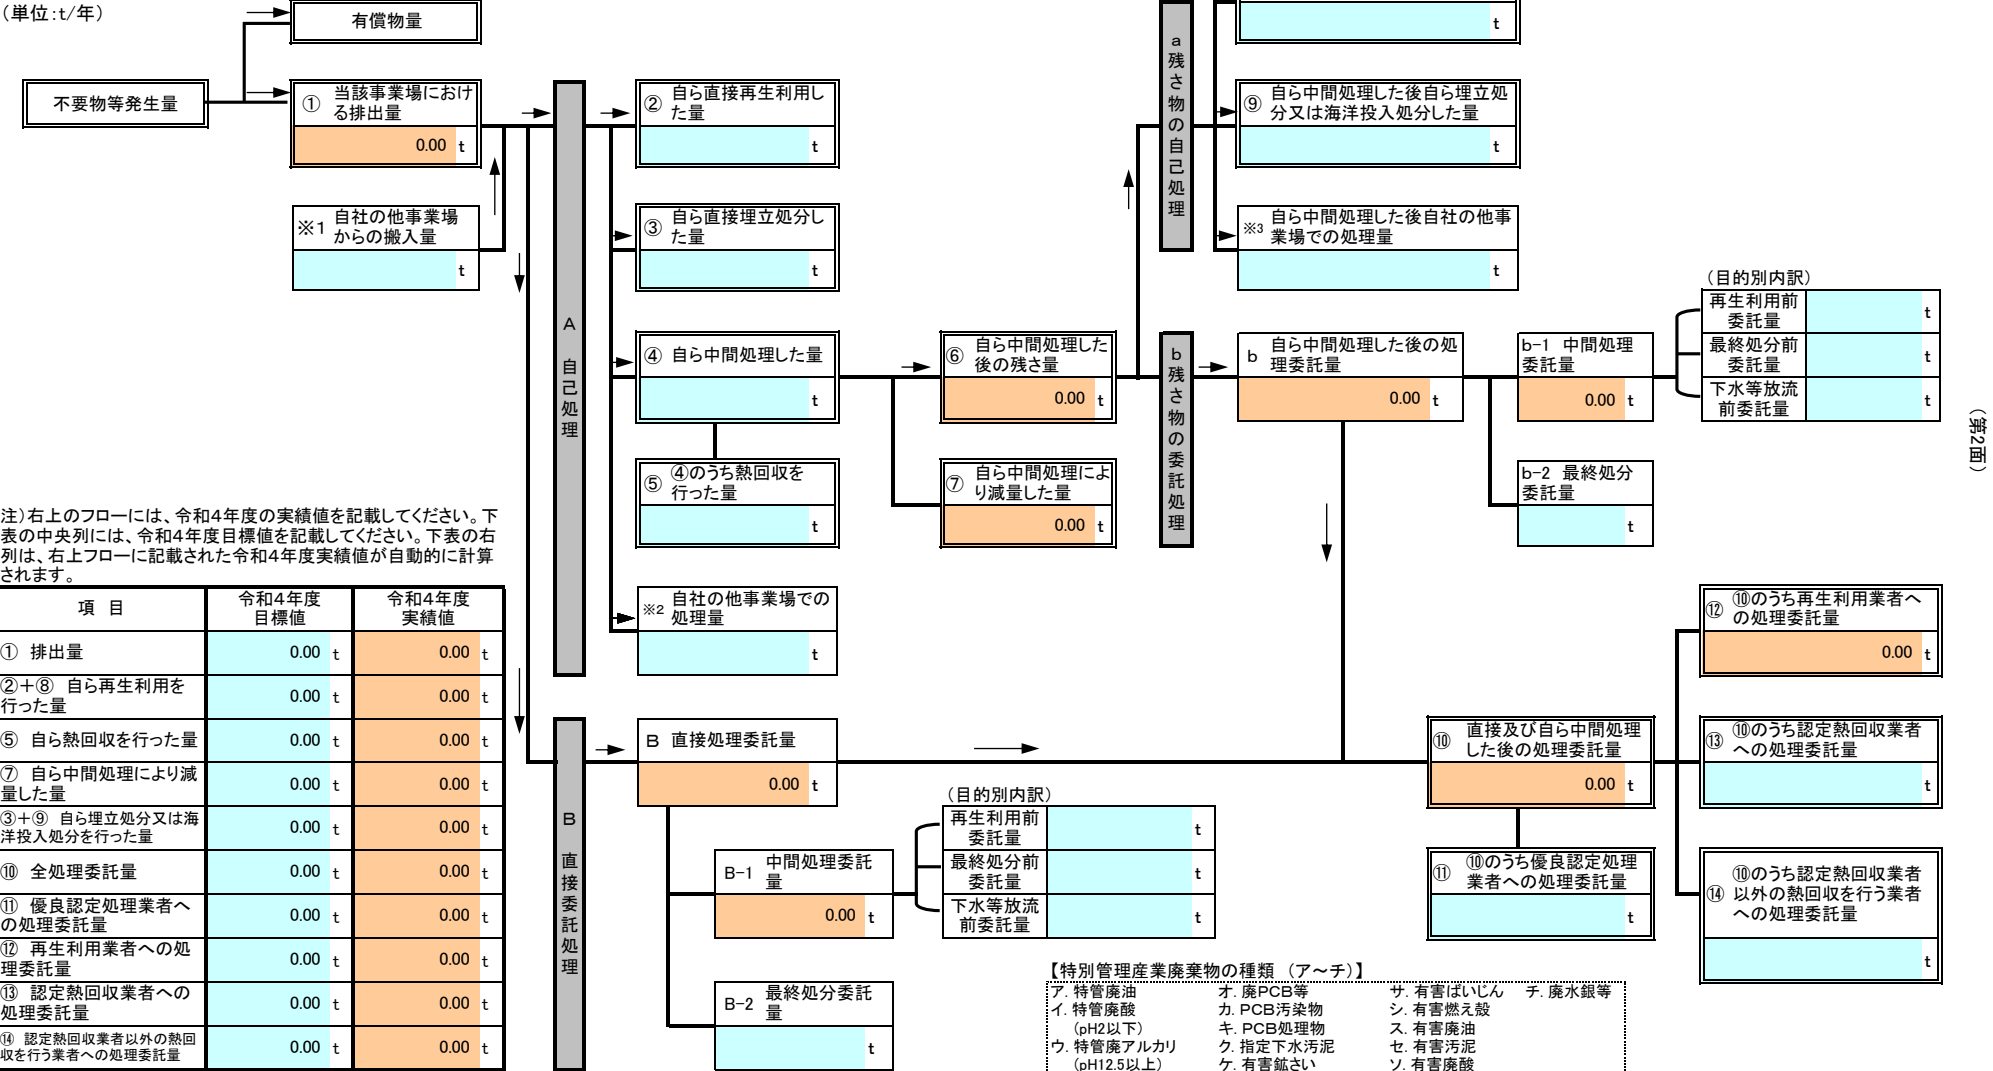 （単位:t/年）
有償物量
不要物等発生量
①
当該事業場におけ
る排出量
0.00 t
※1
自社の他事業場
からの搬入量
t
A
自
己
処
理
②
自ら直接再生利用し
た量
t
③
自ら直接埋立処分し
た量
t
④ 自ら中間処理した量
t
⑤
④のうち熱回収を
行った量
t
※2
自社の他事業場での
処理量
t
⑥
自ら中間処理した
後の残さ量
0.00 t
⑦
自ら中間処理によ
り減量した量
0.00 t
a
残
さ
物
の
自
己
処
理
t
⑨
自ら中間処理した後自ら埋立処
分又は海洋投入処分した量
t
※3
自ら中間処理した後自社の他事
業場での処理量
t
b
残
さ
物
の
委
託
処
理
b
自ら中間処理した後の処
理委託量
0.00 t
b-1 中間処理
委託量
0.00 t
b-2 最終処分
委託量
t
（目的別内訳）
再生利用前
委託量
t
最終処分前
委託量
t
下水等放流
前委託量
t
（第2面）
注）右上のフローには、令和4年度の実績値を記載してください。下
表の中央列には、令和4年度目標値を記載してください。下表の右
列は、右上フローに記載された令和4年度実績値が自動的に計算
されます。
項 目
令和4年度
目標値
令和4年度
実績値
① 排出量
0.00 t 0.00 t
②＋⑧ 自ら再生利用を
行った量
0.00 t 0.00 t
⑤ 自ら熱回収を行った量
0.00 t 0.00 t
⑦ 自ら中間処理により減
量した量
0.00 t 0.00 t
③＋⑨ 自ら埋立処分又は海
洋投入処分を行った量
0.00 t 0.00 t
⑩ 全処理委託量
0.00 t 0.00 t
⑪ 優良認定処理業者へ
の処理委託量
0.00 t 0.00 t
⑫ 再生利用業者への処
理委託量
0.00 t 0.00 t
⑬ 認定熱回収業者への
処理委託量
0.00 t 0.00 t
⑭ 認定熱回収業者以外の熱回
収を行う業者への処理委託量
0.00 t 0.00 t
B
直
接
委
託
処
理
B 直接処理委託量
0.00 t
B-1
中間処理委託
量
0.00 t
B-2
最終処分委託
量
t
（目的別内訳）
再生利用前
委託量
t
最終処分前
委託量
t
下水等放流
前委託量
t
⑩
直接及び自ら中間処理
した後の処理委託量
0.00 t
⑪
⑩のうち優良認定処理
業者への処理委託量
t
⑫
⑩のうち再生利用業者へ
の処理委託量
0.00 t
⑬
⑩のうち認定熱回収業者
への処理委託量
t
⑭
⑩のうち認定熱回収業者
以外の熱回収を行う業者
への処理委託量
t
【特別管理産業廃棄物の種類 （ア～チ）】
ア. 特管廃油 オ. 廃PCB等 サ. 有害ばいじん チ. 廃水銀等
イ. 特管廃酸 カ. PCB汚染物 シ. 有害燃え殻
（pH2以下） キ. PCB処理物 ス. 有害廃油
ウ. 特管廃アルカリ ク. 指定下水汚泥 セ. 有害汚泥
（pH12.5以上） ケ. 有害鉱さい ソ. 有害廃酸